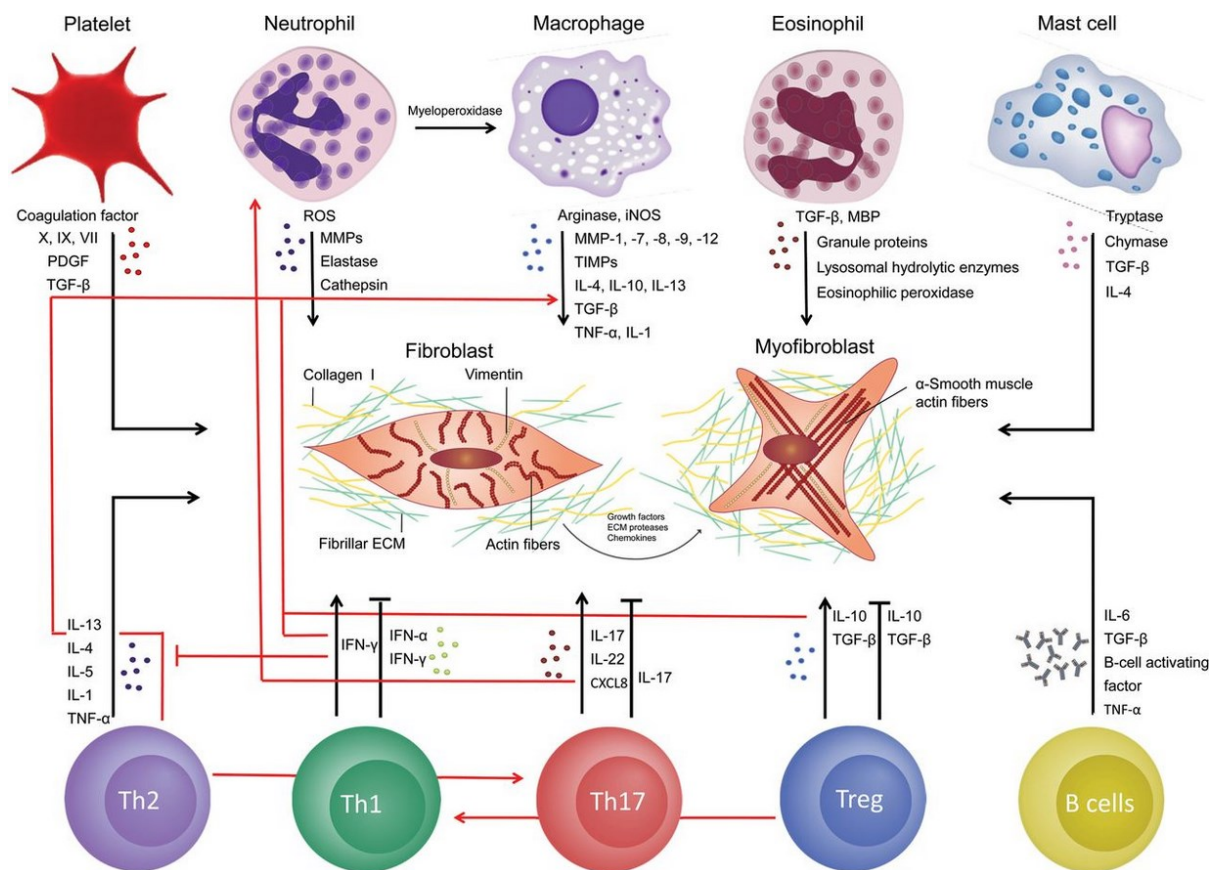 Platelet
Neutrophil
Macrophage
Eosinophil
Mast cell
Myeloperoxidase
Coagulation factor
X, IX, VII
PDGF
TGF-β
ROS
MMPs
Elastase
Cathepsin
Arginase, iNOS
MMP-1, -7, -8, -9, -12
TIMPs
IL-4, IL-10, IL-13
TGF-β
TNF-α, IL-1
TGF-β, MBP
Granule proteins
Lysosomal hydrolytic enzymes
Eosinophilic peroxidase
Tryptase
Chymase
TGF-β
IL-4
Fibroblast
Myofibroblast
Collagen I
Vimentin
α-Smooth muscle
actin fibers
Fibrillar ECM
Actin fibers
Growth factors
ECM proteases
Chemokines
IL-13
IL-4
IL-5
IL-1
TNF-α
IFN-γ
IFN-α
IFN-γ
IL-17
IL-22
CXCL8
IL-17
IL-10
TGF-β
IL-10
TGF-β
IL-6
TGF-β
B-cell activating
factor
TNF-α
Th2
Th1
Th17
Treg
B cells